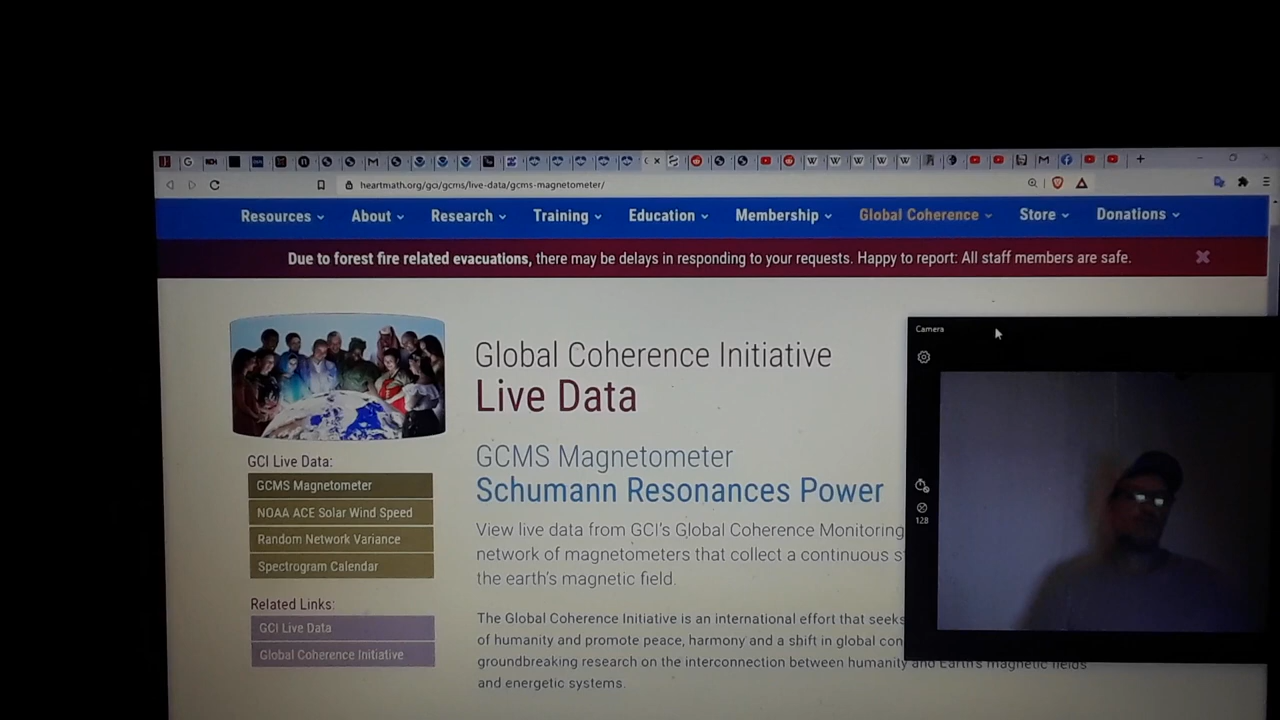 heartmath.org/gci/gcms/live-data/gcms-magnetometer/
Resources About Research Training Education Membership Global Coherence Store Donations
Due to forest fire related evacuations, there may be delays in responding to your requests. Happy to report: All staff members are safe.
Camera
Global Coherence Initiative
Live Data
GCI Live Data:
GCMS Magnetometer
NOAA ACE Solar Wind Speed
Random Network Variance
Spectrogram Calendar
Related Links:
GCI Live Data
Global Coherence Initiative
GCMS Magnetometer
Schumann Resonances Power
View live data from GCI's Global Coherence Monitoring
network of magnetometers that collect a continuous s
the earth's magnetic field.
The Global Coherence Initiative is an international effort that seeks
of humanity and promote peace, harmony and a shift in global con
groundbreaking research on the interconnection between humanity and Earth's magnetic fields
and energetic systems.
128